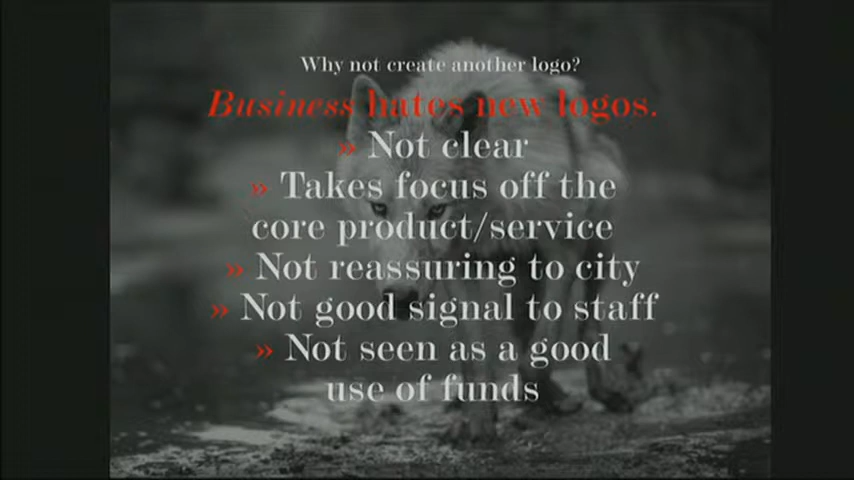 Why not create another logo?
Business hates new logos.
» Not clear
» Takes focus off the
core product/service
» Not reassuring to city
» Not good signal to staff
» Not seen as a good
use of funds